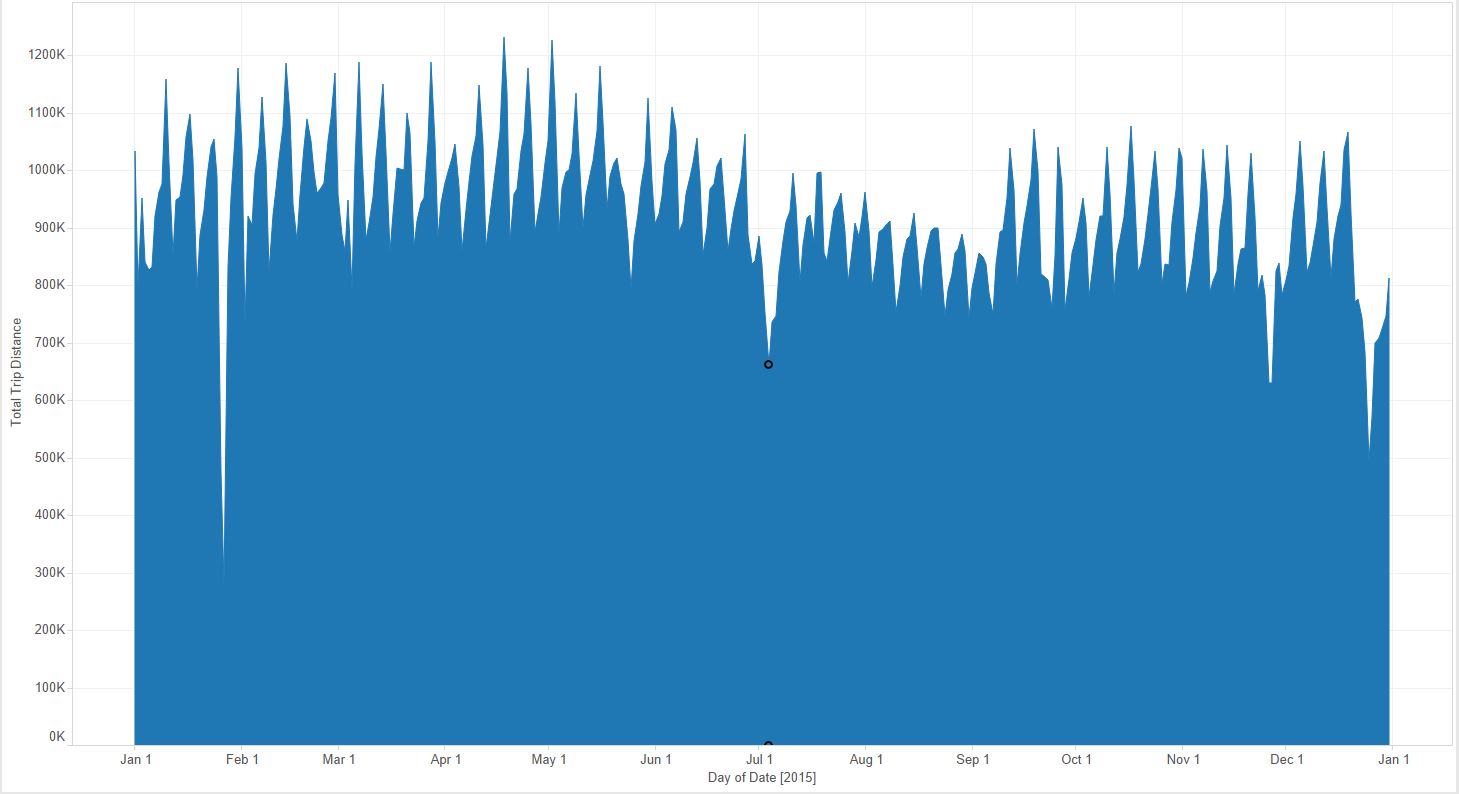 1200K
1100K
1000K
900K
800K
700K
600K
500K
400K
300K
200K
100K
0K
Total Trip Distance
Jan 1 Feb 1 Mar 1 Apr 1 May 1 Jun 1 Jul 1 Aug 1 Sep 1 Oct 1 Nov 1 Dec 1 Jan 1
Day of Date [2015]